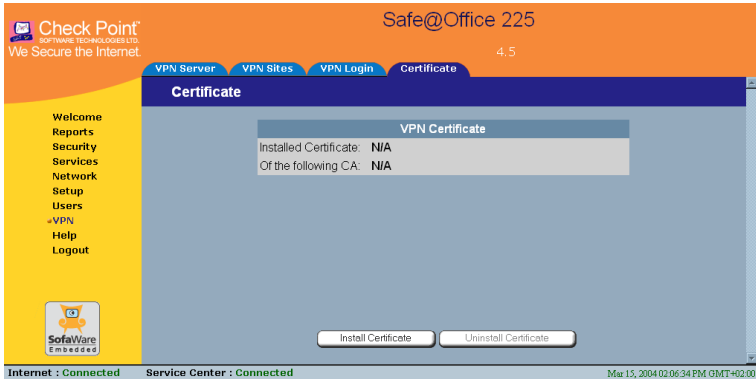 Check Point™
SOFTWARE TECHNOLOGIES LTD.
We Secure the Internet.
Safe@Office 225
4.5
VPN Server VPN Sites VPN Login Certificate
Certificate
Welcome
Reports
Security
Services
Network
Setup
Users
VPN
Help
Logout
VPN Certificate
Installed Certificate: N/A
Of the following CA: N/A
SofaWare
Embedded
Install Certificate Uninstall Certificate
Internet : Connected Service Center : Connected Mar 15, 2004 02:06:34 PM GMT+02:00